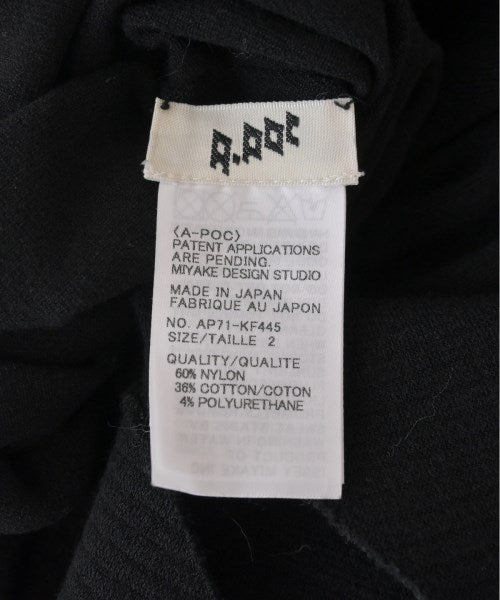 A-POC
〈A-POC〉
PATENT APPLICATIONS
ARE PENDING.
MIYAKE DESIGN STUDIO
MADE IN JAPAN
FABRIQUE AU JAPON
NO. AP71-KF445
SIZE/TAILLE 2
QUALITY/QUALITE
60% NYLON
36% COTTON/COTON
4% POLYURETHANE